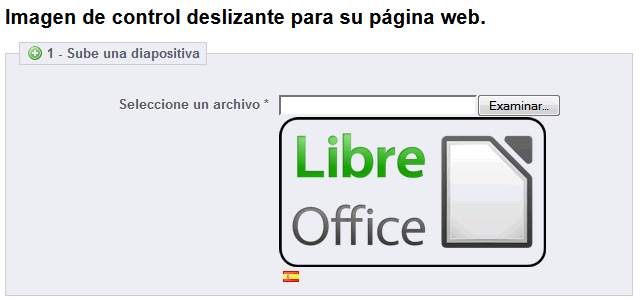 Imagen de control deslizante para su página web.
1 - Sube una diapositiva
Seleccione un archivo * Examinar...
Libre
Office